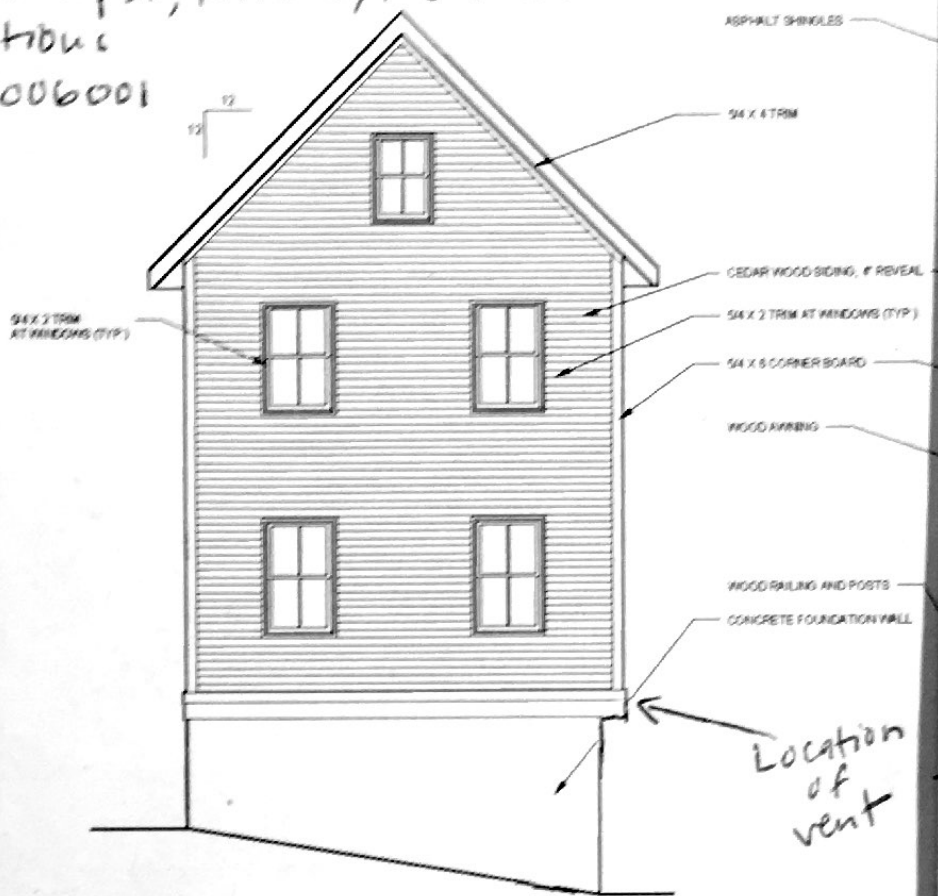 tions
006001
12
12
ASPHALT SHINGLES
5/4 X 4 TRIM
CEDAR WOOD SIDING, 4" REVEAL
5/4 X 2 TRIM
AT WINDOWS (TYP.)
5/4 X 2 TRIM AT WINDOWS (TYP.)
5/4 X 6 CORNER BOARD
WOOD AWNING
WOOD RAILING AND POSTS
CONCRETE FOUNDATION WALL
Location
of
vent